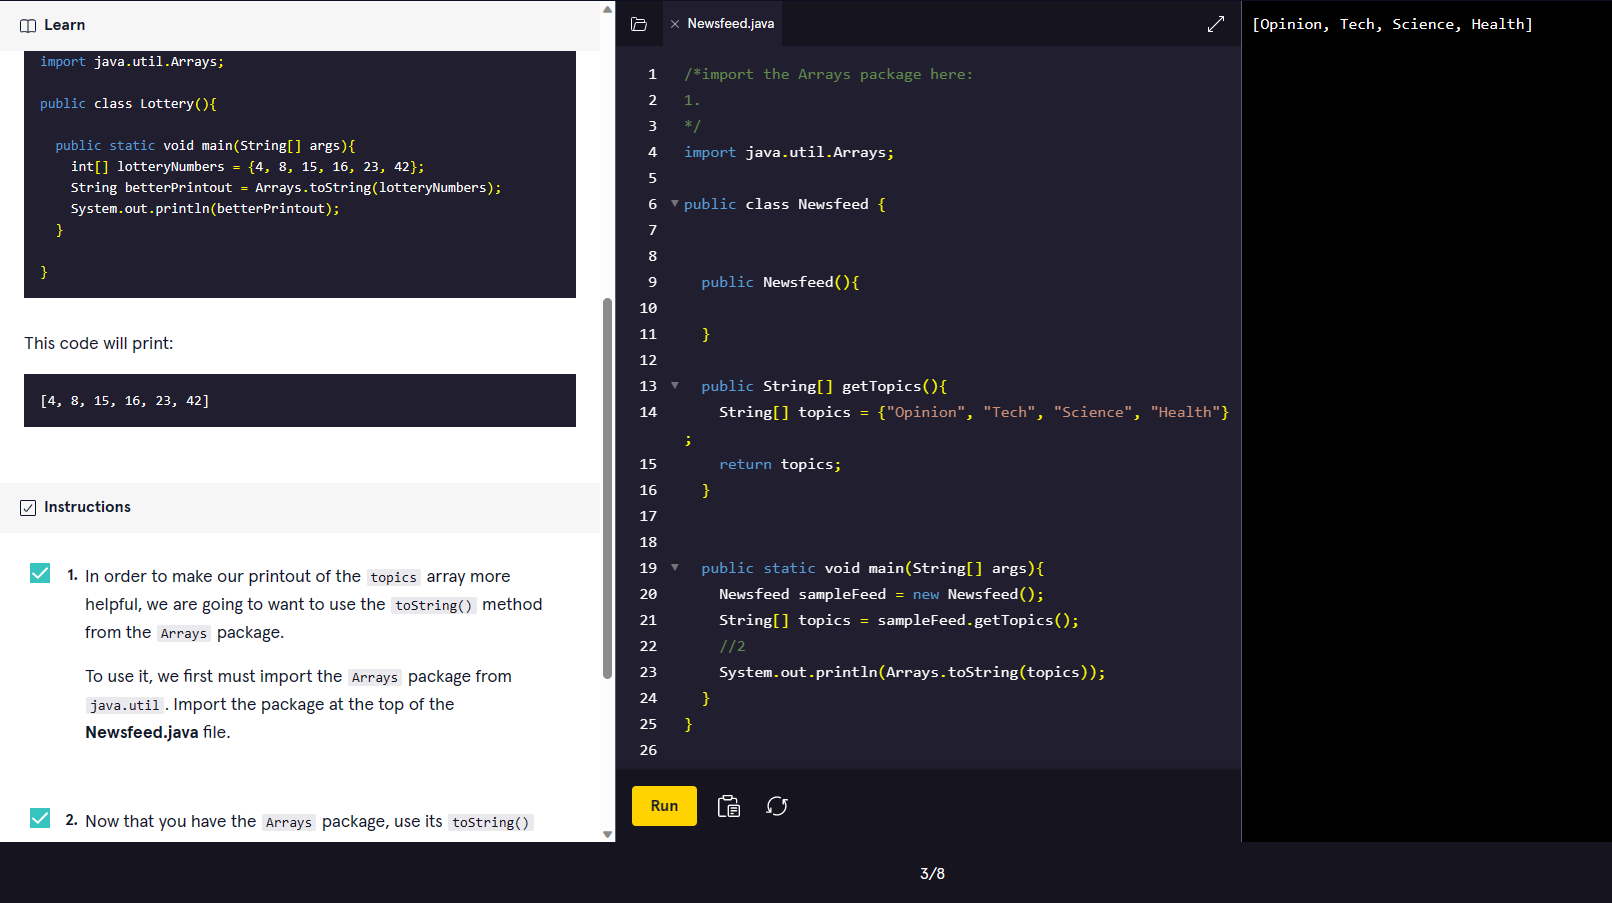 Learn
import java.util.Arrays;
public class Lottery(){
public static void main(String[] args){
int[] lotteryNumbers = {4, 8, 15, 16, 23, 42};
String betterPrintout = Arrays.toString(lotteryNumbers);
System.out.println(betterPrintout);
}
}
This code will print:
[4, 8, 15, 16, 23, 42]
Instructions
1. In order to make our printout of the topics array more
helpful, we are going to want to use the toString() method
from the Arrays package.
To use it, we first must import the Arrays package from
java.util. Import the package at the top of the
Newsfeed.java file.
2. Now that you have the Arrays package, use its toString()
Newsfeed.java
1 /*import the Arrays package here:
2 1.
3 */
4 import java.util.Arrays;
5
6 public class Newsfeed {
7
8
9 public Newsfeed(){
10
11 }
12
13 public String[] getTopics(){
14 String[] topics = {"Opinion", "Tech", "Science", "Health"}
;
15 return topics;
16 }
17
18
19 public static void main(String[] args){
20 Newsfeed sampleFeed = new Newsfeed();
21 String[] topics = sampleFeed.getTopics();
22 //2
23 System.out.println(Arrays.toString(topics));
24 }
25 }
26
Run
[Opinion, Tech, Science, Health]
3/8